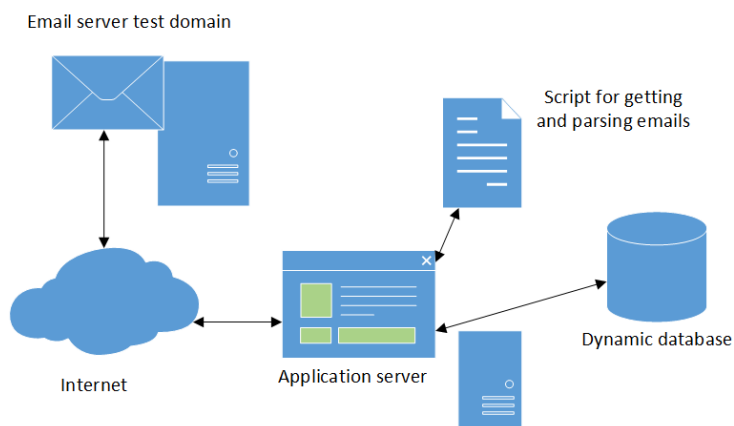 Email server test domain
Script for getting
and parsing emails
Dynamic database
Application server
Internet